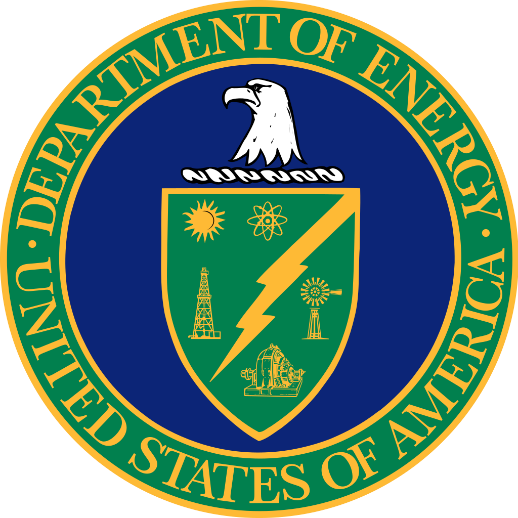 DEPARTMENT OF ENERGY
UNITED STATES OF AMERICA